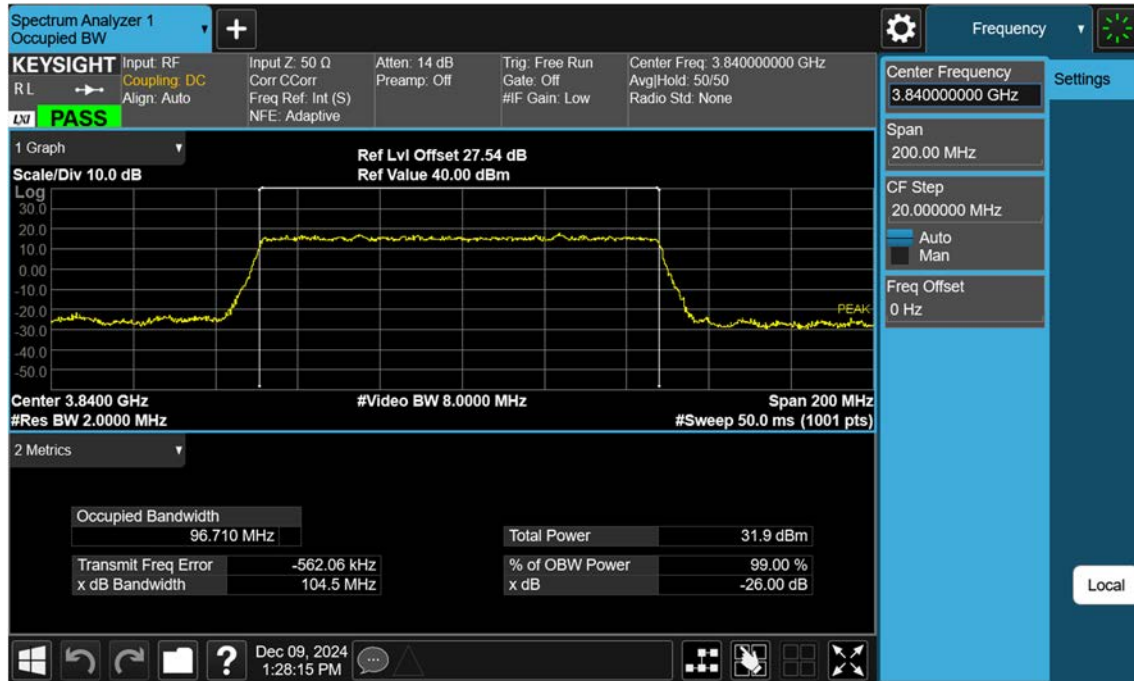 Spectrum Analyzer 1
Occupied BW
Frequency
KEYSIGHT
RL
LXI PASS
Input: RF
Coupling: DC
Align: Auto
Input Z: 50 Ω
Corr CCorr
Freq Ref: Int (S)
NFE: Adaptive
Atten: 14 dB
Preamp: Off
Trig: Free Run
Gate: Off
#IF Gain: Low
Center Freq: 3.840000000 GHz
Avg|Hold: 50/50
Radio Std: None
Center Frequency
3.840000000 GHz
Settings
Span
200.00 MHz
CF Step
20.000000 MHz
Auto
Man
Freq Offset
0 Hz
Local
1 Graph
Ref Lvl Offset 27.54 dB
Scale/Div 10.0 dB
Ref Value 40.00 dBm
Log
30.0
20.0
10.0
0.00
-10.0
-20.0
-30.0
-40.0
-50.0
PEAK
Center 3.8400 GHz
#Video BW 8.0000 MHz
Span 200 MHz
#Res BW 2.0000 MHz
#Sweep 50.0 ms (1001 pts)
2 Metrics
Occupied Bandwidth
96.710 MHz
Total Power 31.9 dBm
Transmit Freq Error -562.06 kHz
% of OBW Power 99.00 %
x dB Bandwidth 104.5 MHz
x dB -26.00 dB
?
Dec 09, 2024
1:28:15 PM